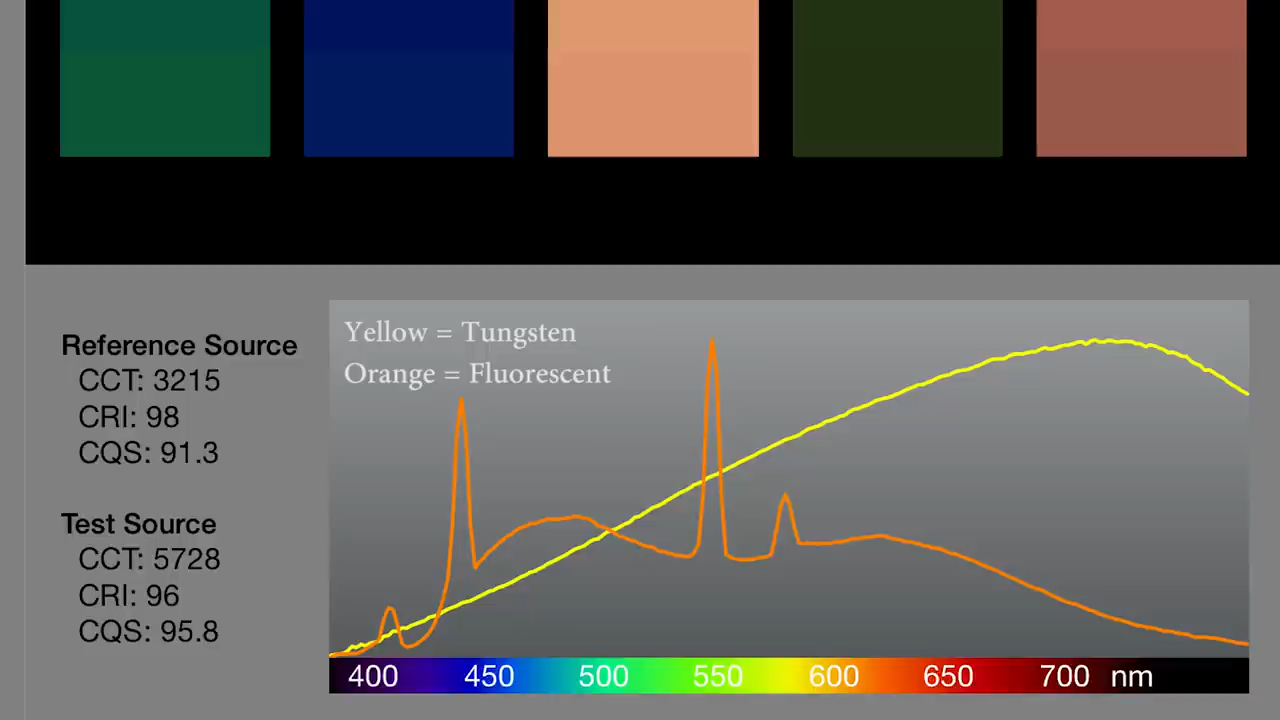 Yellow = Tungsten
Orange = Fluorescent
Reference Source
CCT: 3215
CRI: 98
CQS: 91.3
Test Source
CCT: 5728
CRI: 96
CQS: 95.8
400 450 500 550 600 650 700 nm